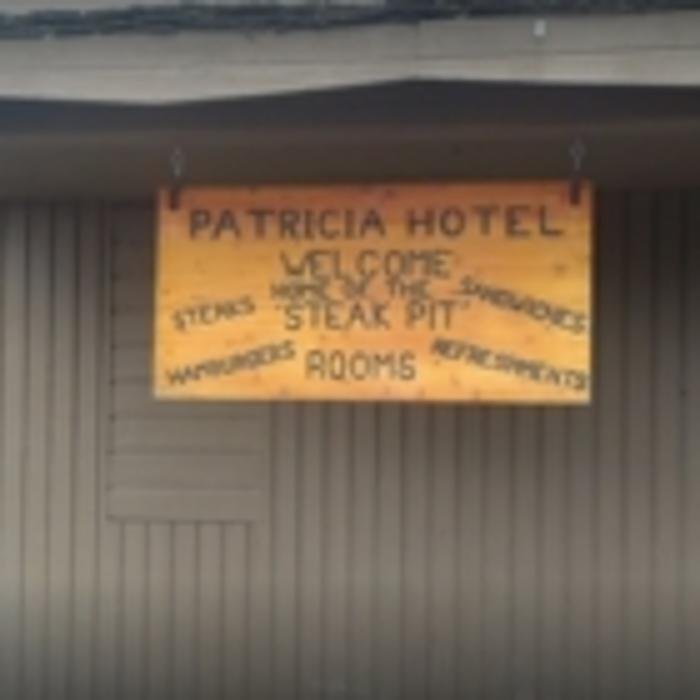 PATRICIA HOTEL
WELCOME
HOME OF THE
"STEAK PIT"
STEAKS
SANDWICHES
HAMBURGERS
ROOMS
REFRESHMENTS